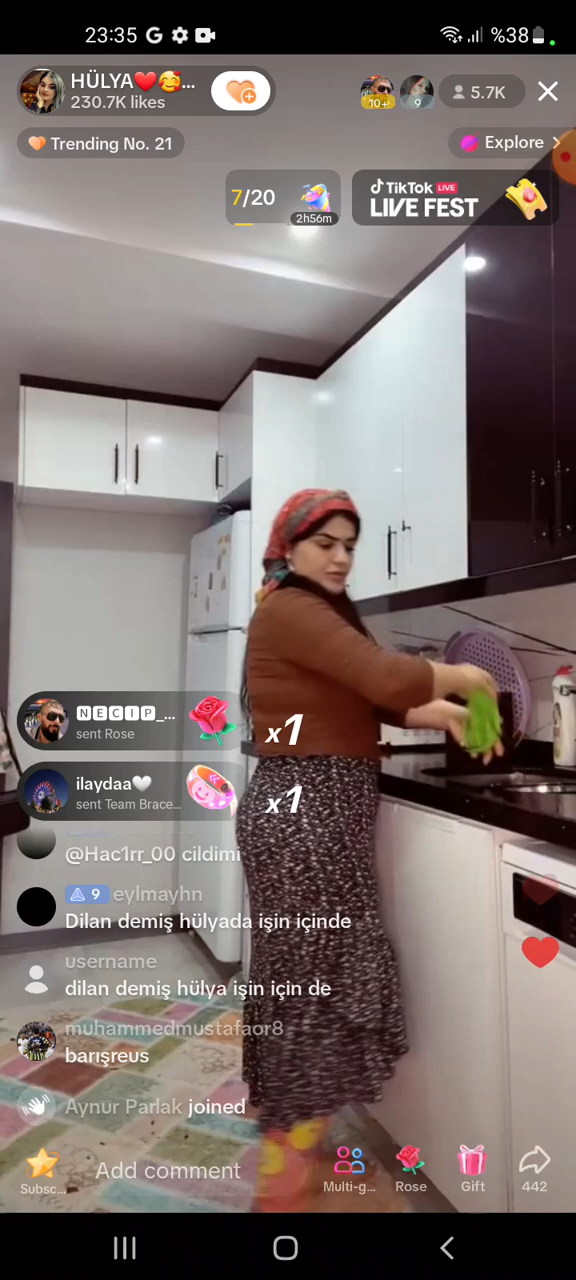 23:35
%38
HÜLYA❤️🥰...
230.7K likes
10+
9
5.7K
Trending No. 21
Explore
7/20
2h56m
TikTok LIVE
LIVE FEST
🅽🅴🅲🅸🅿_...
sent Rose
x1
ilaydaa🤍
sent Team Brace...
x1
@Hac1rr_00 cildimi
9 eylmayhn
Dilan demiş hülyada işin içinde
username
dilan demiş hülya işin için de
muhammedmustafaor8
barışreus
Aynur Parlak joined
Subsc...
Add comment
Multi-g...
Rose
Gift
442